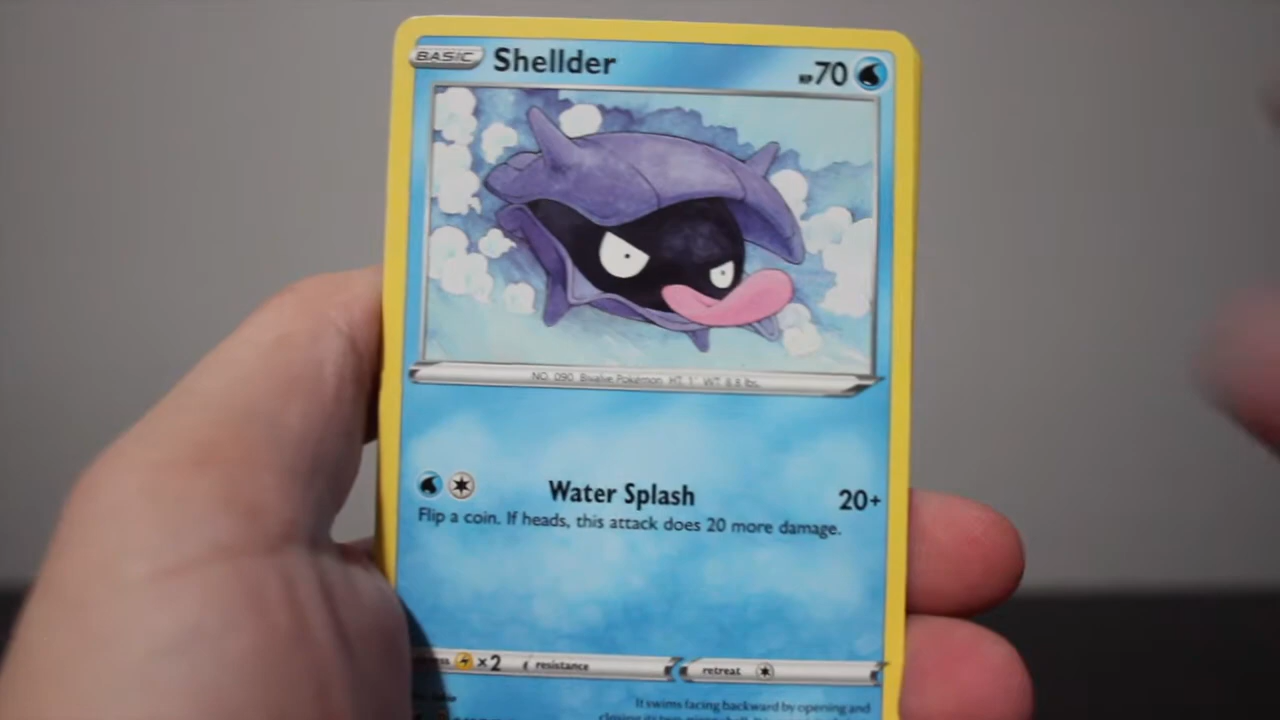 BASIC Shellder HP 70
NO. 090 Bivalve Pokémon HT: 1' WT: 8.8 lbs.
Water Splash 20+
Flip a coin. If heads, this attack does 20 more damage.
×2 resistance retreat
It swims facing backward by opening and